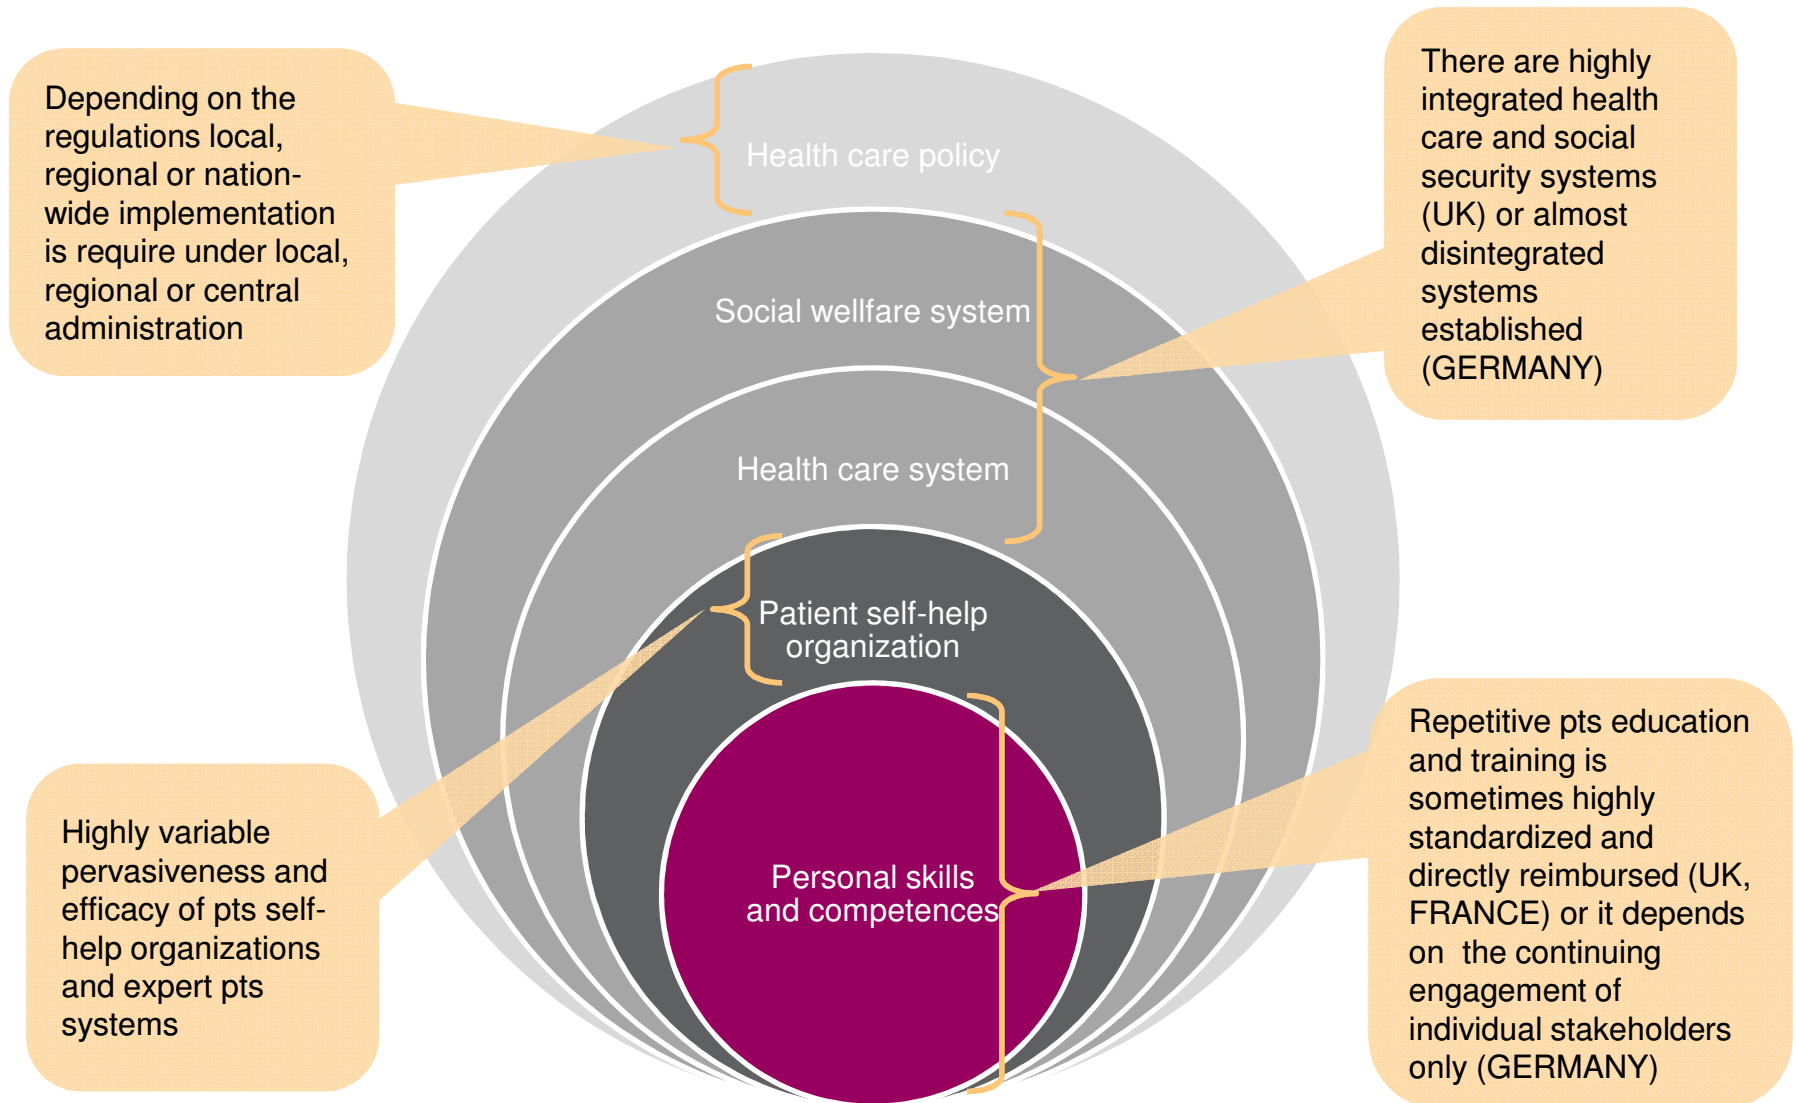 Depending on the
regulations local,
regional or nation-
wide implementation
is require under local,
regional or central
administration
There are highly
integrated health
care and social
security systems
(UK) or almost
disintegrated
systems
established
(GERMANY)
Health care policy
Social wellfare system
Health care system
Patient self-help
organization
Personal skills
and competences
Highly variable
pervasiveness and
efficacy of pts self-
help organizations
and expert pts
systems
Repetitive pts education
and training is
sometimes highly
standardized and
directly reimbursed (UK,
FRANCE) or it depends
on  the continuing
engagement of
individual stakeholders
only (GERMANY)